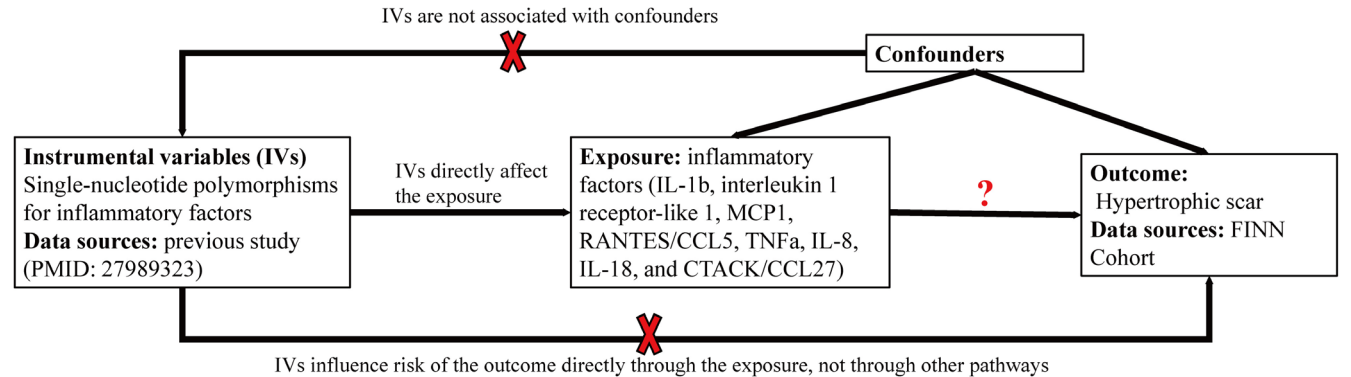 IVs are not associated with confounders
Confounders
Instrumental variables (IVs)
Single-nucleotide polymorphisms
for inflammatory factors
Data sources: previous study
(PMID: 27989323)
IVs directly affect
the exposure
Exposure: inflammatory
factors (IL-1b, interleukin 1
receptor-like 1, MCP1,
RANTES/CCL5, TNFa, IL-8,
IL-18, and CTACK/CCL27)
?
Outcome:
Hypertrophic scar
Data sources: FINN
Cohort
IVs influence risk of the outcome directly through the exposure, not through other pathways